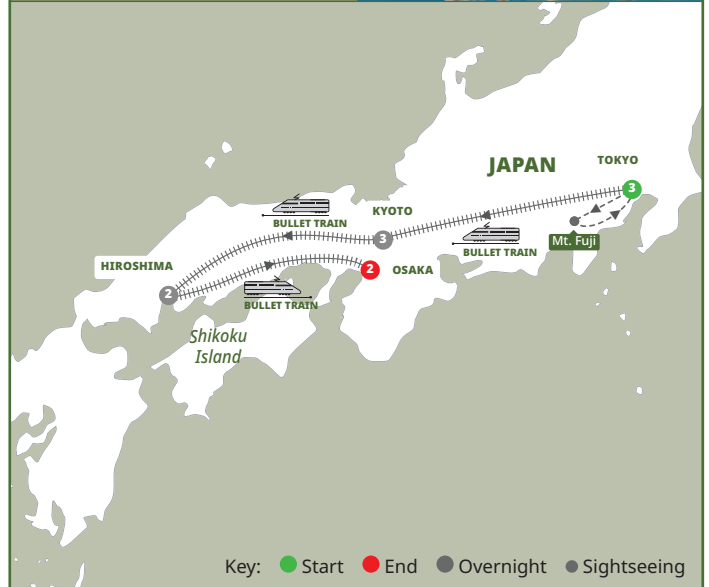 JAPAN
TOKYO
3
Mt. Fuji
BULLET TRAIN
KYOTO
3
BULLET TRAIN
HIROSHIMA
2
BULLET TRAIN
2
OSAKA
Shikoku
Island
Key: Start End Overnight Sightseeing